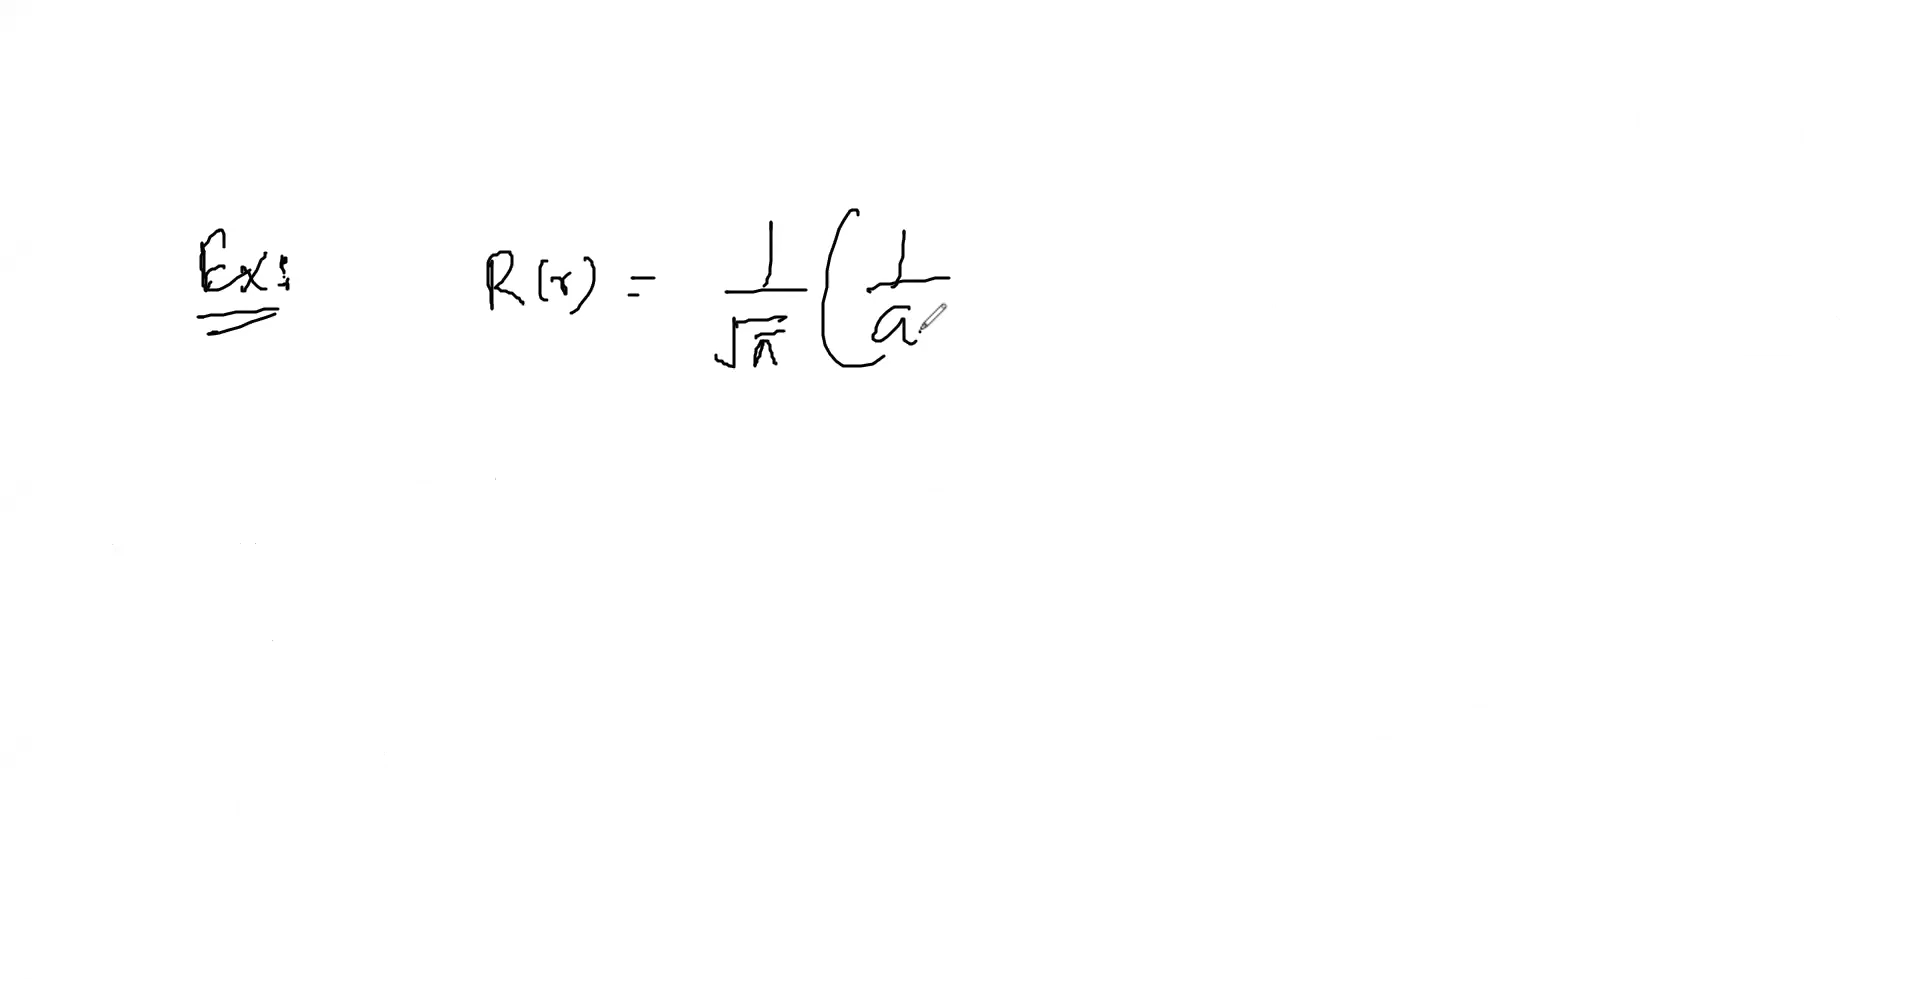 Ex: R(r) = 1/√π (1/a